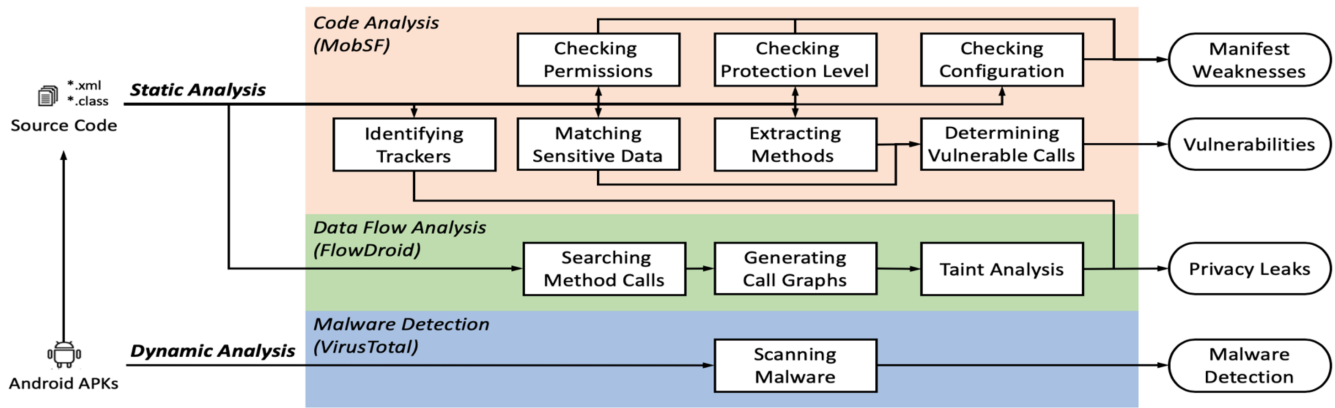 Code Analysis
(MobSF)
Checking
Permissions
Checking
Protection Level
Checking
Configuration
Manifest
Weaknesses
*.xml
*.class
Source Code
Static Analysis
Identifying
Trackers
Matching
Sensitive Data
Extracting
Methods
Determining
Vulnerable Calls
Vulnerabilities
Data Flow Analysis
(FlowDroid)
Searching
Method Calls
Generating
Call Graphs
Taint Analysis
Privacy Leaks
Malware Detection
(VirusTotal)
Android APKs
Dynamic Analysis
Scanning
Malware
Malware
Detection